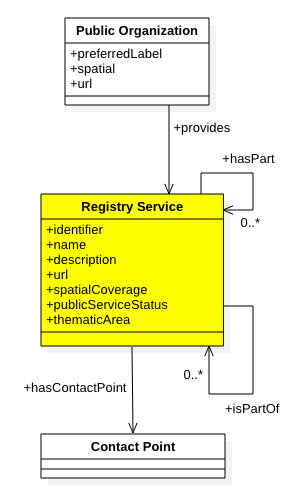 Public Organization
+preferredLabel
+spatial
+url
+provides
+hasPart
0..*
Registry Service
+identifier
+name
+description
+url
+spatialCoverage
+publicServiceStatus
+thematicArea
0..*
+hasContactPoint
+isPartOf
Contact Point